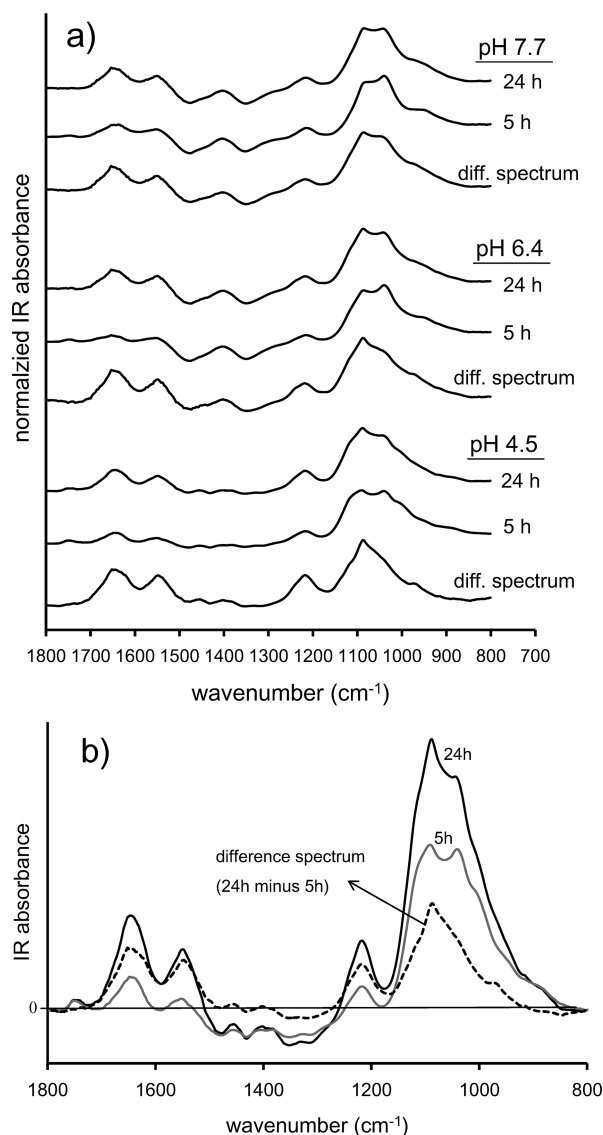 a)
pH 7.7
24 h
5 h
diff. spectrum
pH 6.4
24 h
5 h
diff. spectrum
pH 4.5
24 h
5 h
diff. spectrum
normalzied IR absorbance
1800 1700 1600 1500 1400 1300 1200 1100 1000 900 800 700
wavenumber (cm-1)
b)
24h
5h
difference spectrum
(24h minus 5h)
IR absorbance
0
1800 1600 1400 1200 1000 800
wavenumber (cm-1)